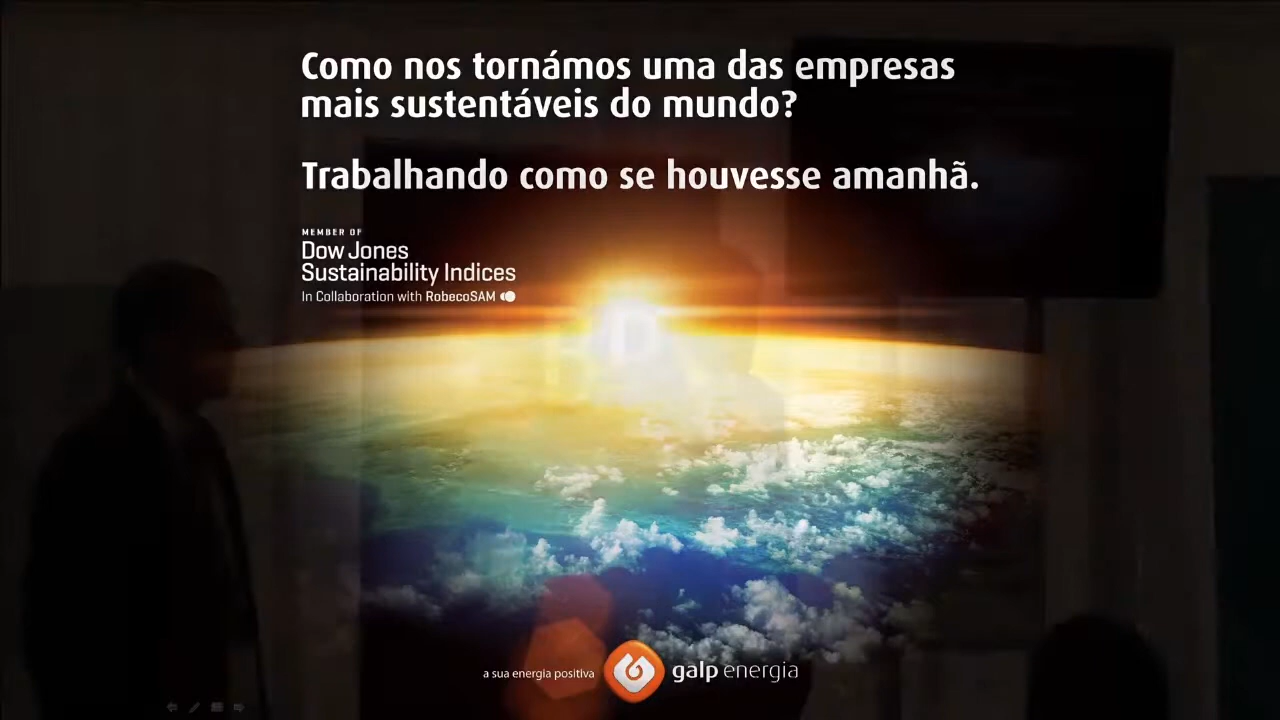 Como nos tornámos uma das empresas
mais sustentáveis do mundo?
Trabalhando como se houvesse amanhã.
MEMBER OF
Dow Jones
Sustainability Indices
In Collaboration with RobecoSAM
a sua energia positiva
galp energia